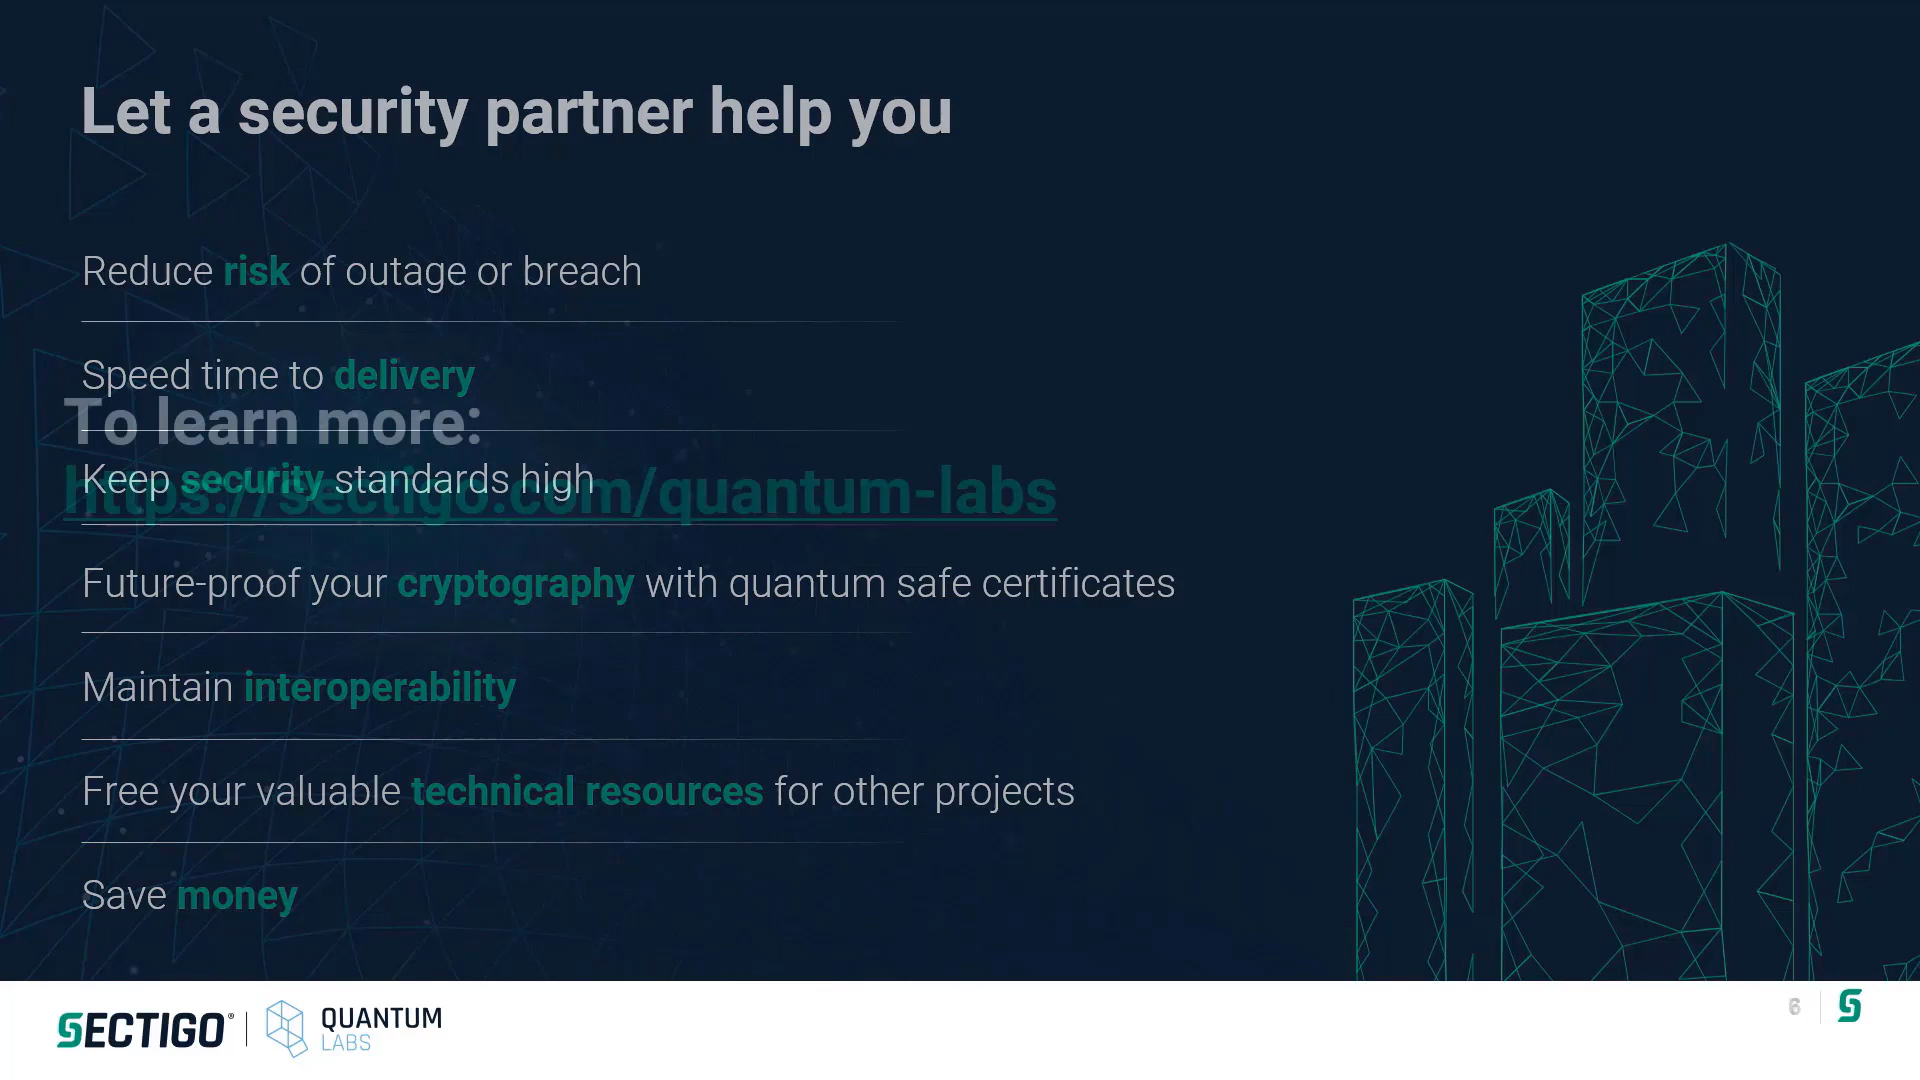 Let a security partner help you
Reduce risk of outage or breach
Speed time to delivery
To learn more:
Keep security standards high
https://sectigo.com/quantum-labs
Future-proof your cryptography with quantum safe certificates
Maintain interoperability
Free your valuable technical resources for other projects
Save money
SECTIGO® | QUANTUM
LABS